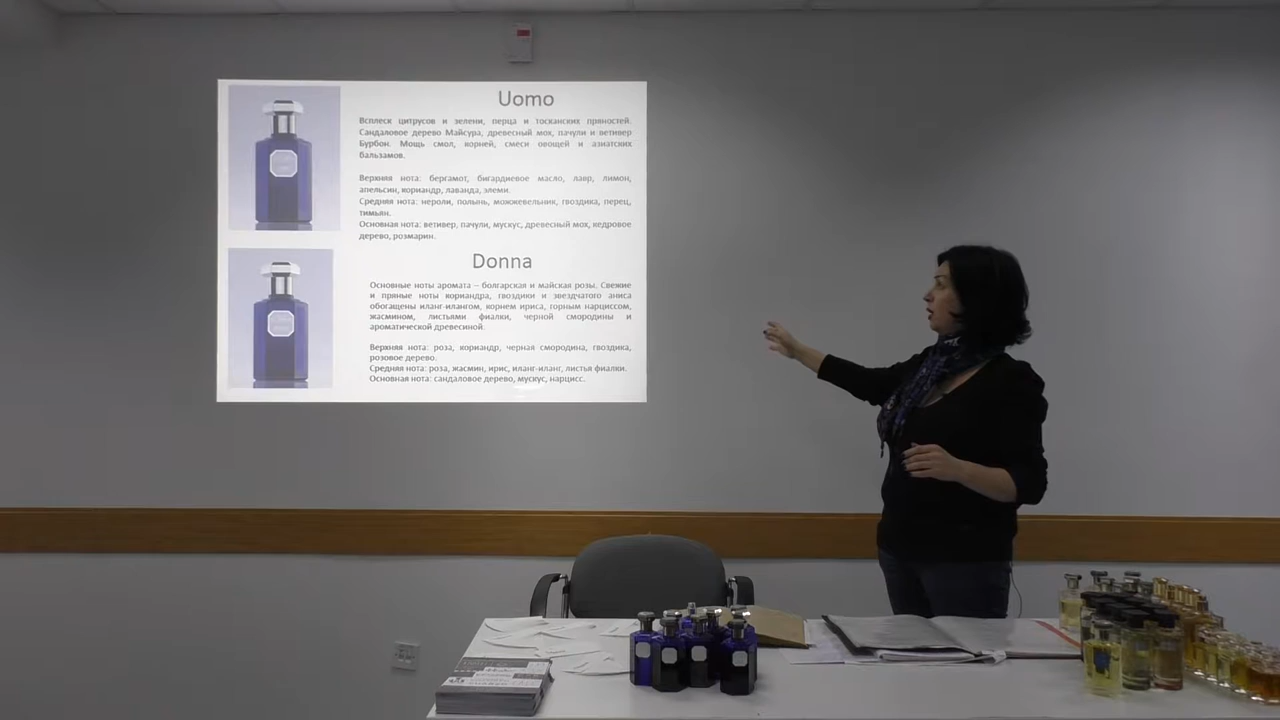 Uomo
Всплеск цитрусов и зелени, перца и тосканских пряностей.
Сандаловое дерево Майсура, древесный мох, пачули и ветивер
Бурбон. Мощь смол, корней, смеси овощей и азиатских
бальзамов.
Верхняя нота: бергамот, бигардиевое масло, лавр, лимон,
апельсин, кориандр, лаванда, элеми.
Средняя нота: нероли, полынь, можжевельник, гвоздика, перец,
тимьян.
Основная нота: ветивер, пачули, мускус, древесный мох, кедровое
дерево, розмарин.
Donna
Основные ноты аромата – болгарская и майская розы. Свежие
и пряные ноты кориандра, гвоздики и звездчатого аниса
обогащены иланг-илангом, корнем ириса, горным нарциссом,
жасмином, листьями фиалки, черной смородины и
ароматической древесиной.
Верхняя нота: роза, кориандр, черная смородина, гвоздика,
розовое дерево.
Средняя нота: роза, жасмин, ирис, иланг-иланг, листья фиалки.
Основная нота: сандаловое дерево, мускус, нарцисс.